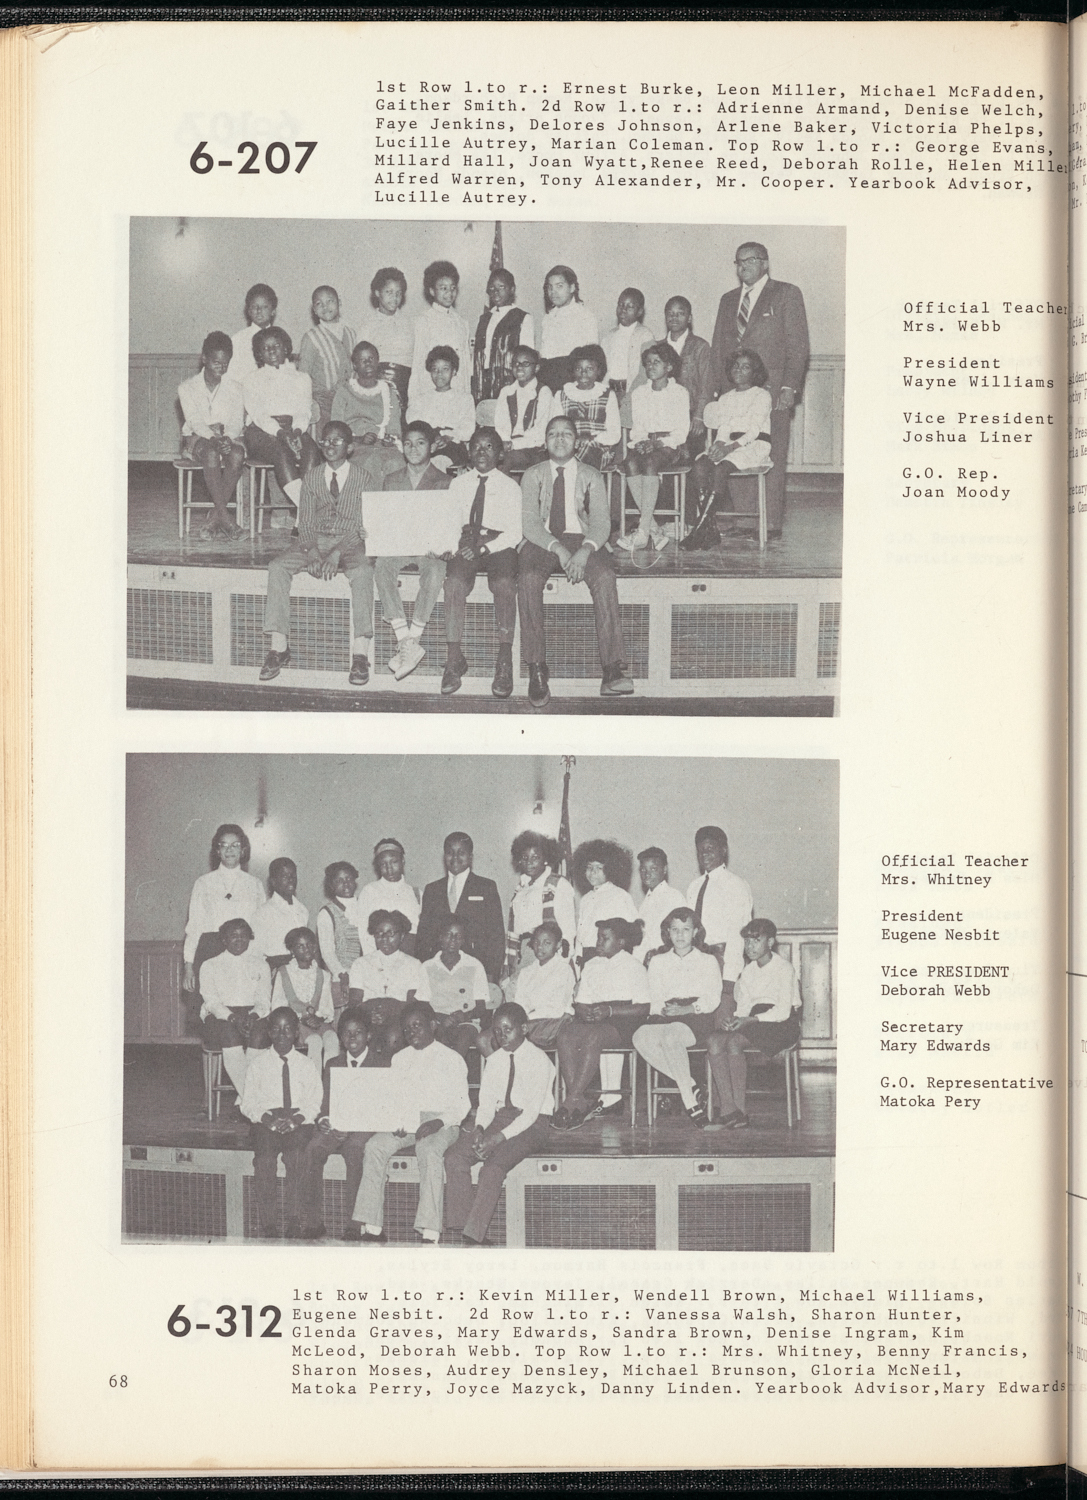 1st Row l.to r.: Ernest Burke, Leon Miller, Michael McFadden,
Gaither Smith. 2d Row l.to r.: Adrienne Armand, Denise Welch,
Faye Jenkins, Delores Johnson, Arlene Baker, Victoria Phelps,
Lucille Autrey, Marian Coleman. Top Row l.to r.: George Evans,
Millard Hall, Joan Wyatt,Renee Reed, Deborah Rolle, Helen Mille
Alfred Warren, Tony Alexander, Mr. Cooper. Yearbook Advisor,
Lucille Autrey.
6-207
Official Teacher
Mrs. Webb
President
Wayne Williams
Vice President
Joshua Liner
G.O. Rep.
Joan Moody
Official Teacher
Mrs. Whitney
President
Eugene Nesbit
Vice PRESIDENT
Deborah Webb
Secretary
Mary Edwards
G.O. Representative
Matoka Pery
6-312
1st Row l.to r.: Kevin Miller, Wendell Brown, Michael Williams,
Eugene Nesbit. 2d Row l.to r.: Vanessa Walsh, Sharon Hunter,
Glenda Graves, Mary Edwards, Sandra Brown, Denise Ingram, Kim
McLeod, Deborah Webb. Top Row l.to r.: Mrs. Whitney, Benny Francis,
Sharon Moses, Audrey Densley, Michael Brunson, Gloria McNeil,
Matoka Perry, Joyce Mazyck, Danny Linden. Yearbook Advisor,Mary Edwards
68